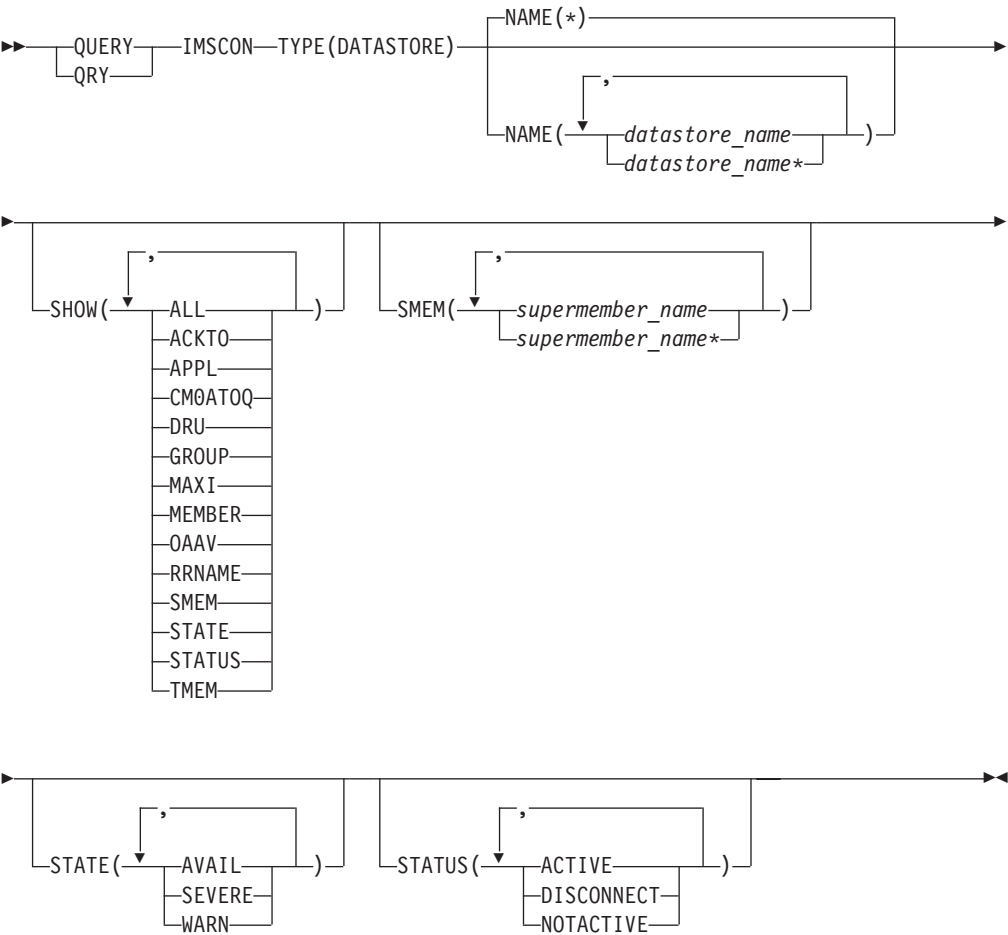 NAME(*)
QUERY IMSCON TYPE(DATASTORE)
QRY
,
NAME( datastore_name )
datastore_name*
, ,
SHOW( ALL ) SMEM( supermember_name )
ACKTO supermember_name*
APPL
CM0ATOQ
DRU
GROUP
MAXI
MEMBER
OAAV
RRNAME
SMEM
STATE
STATUS
TMEM
, ,
STATE( AVAIL ) STATUS( ACTIVE )
SEVERE DISCONNECT
WARN NOTACTIVE